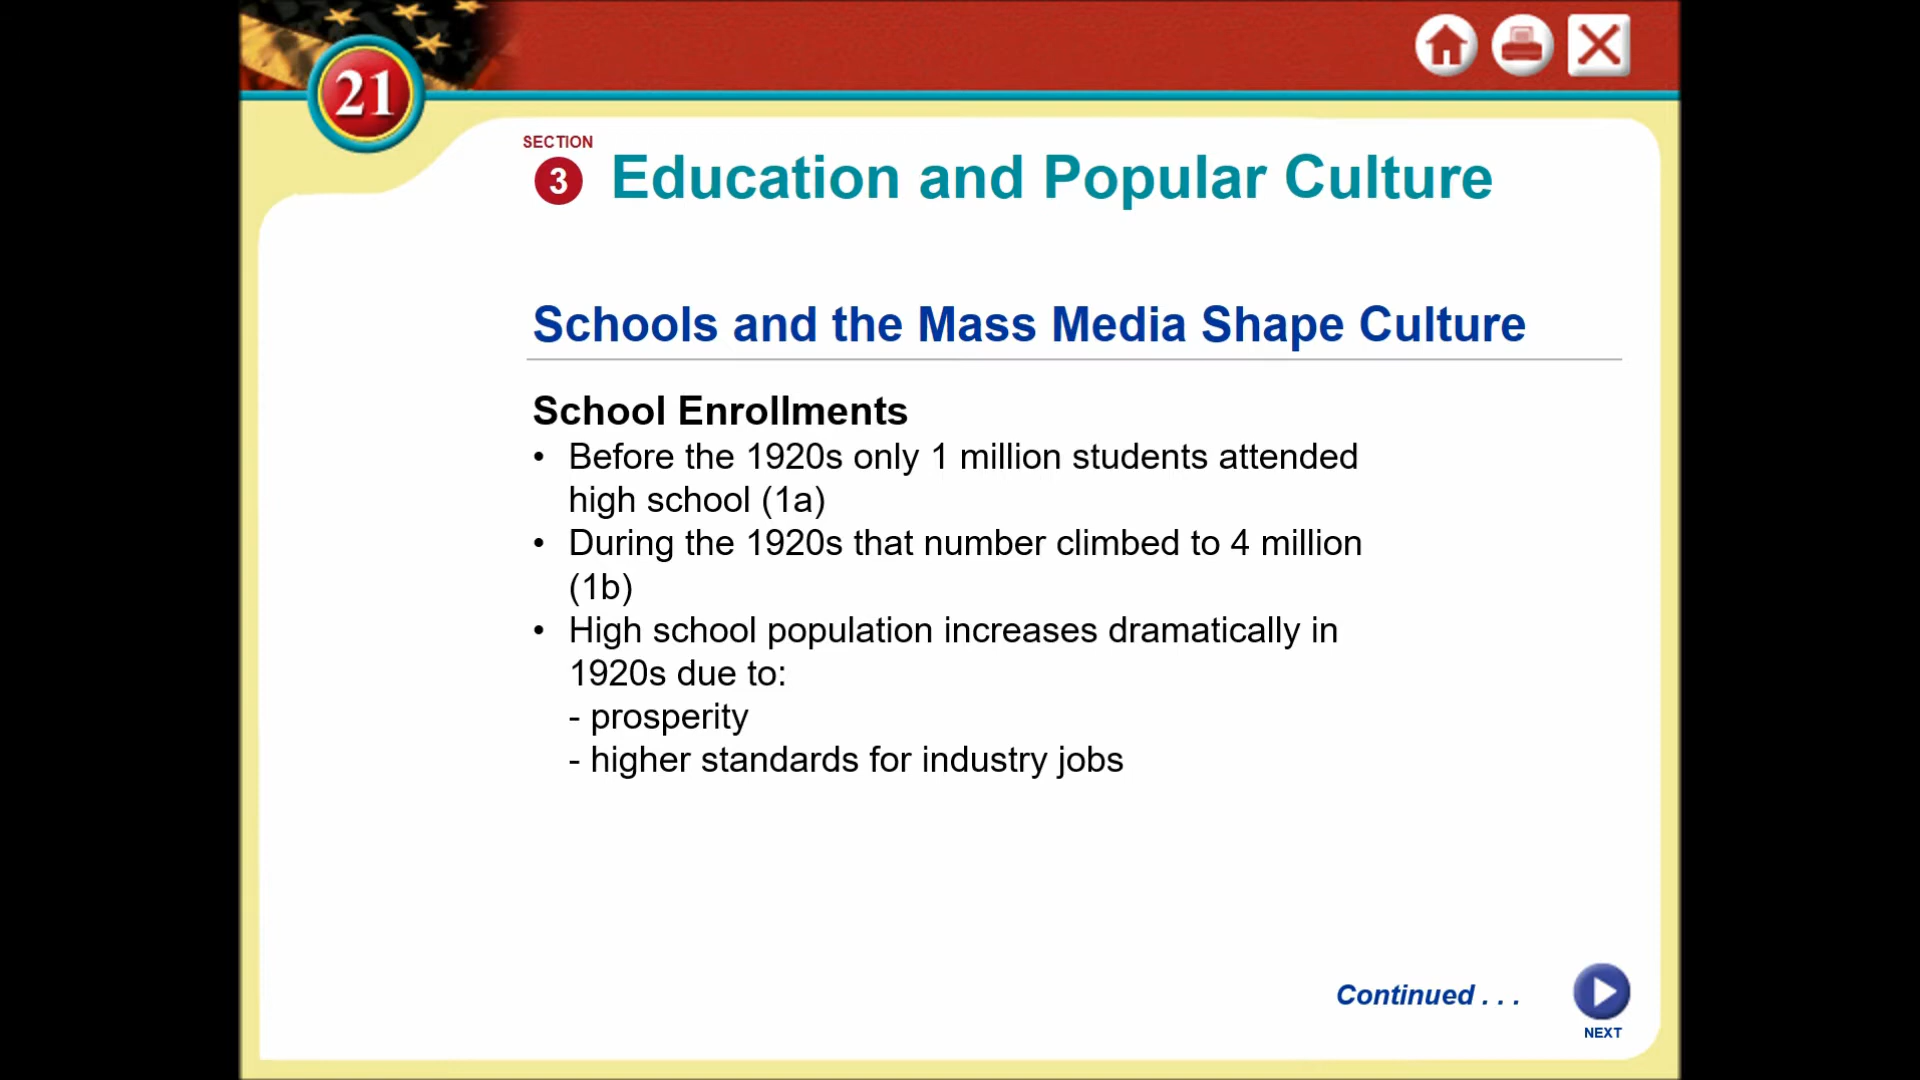 21
SECTION
3
Education and Popular Culture
Schools and the Mass Media Shape Culture
School Enrollments
• Before the 1920s only 1 million students attended
high school (1a)
• During the 1920s that number climbed to 4 million
(1b)
• High school population increases dramatically in
1920s due to:
- prosperity
- higher standards for industry jobs
Continued . . .
NEXT